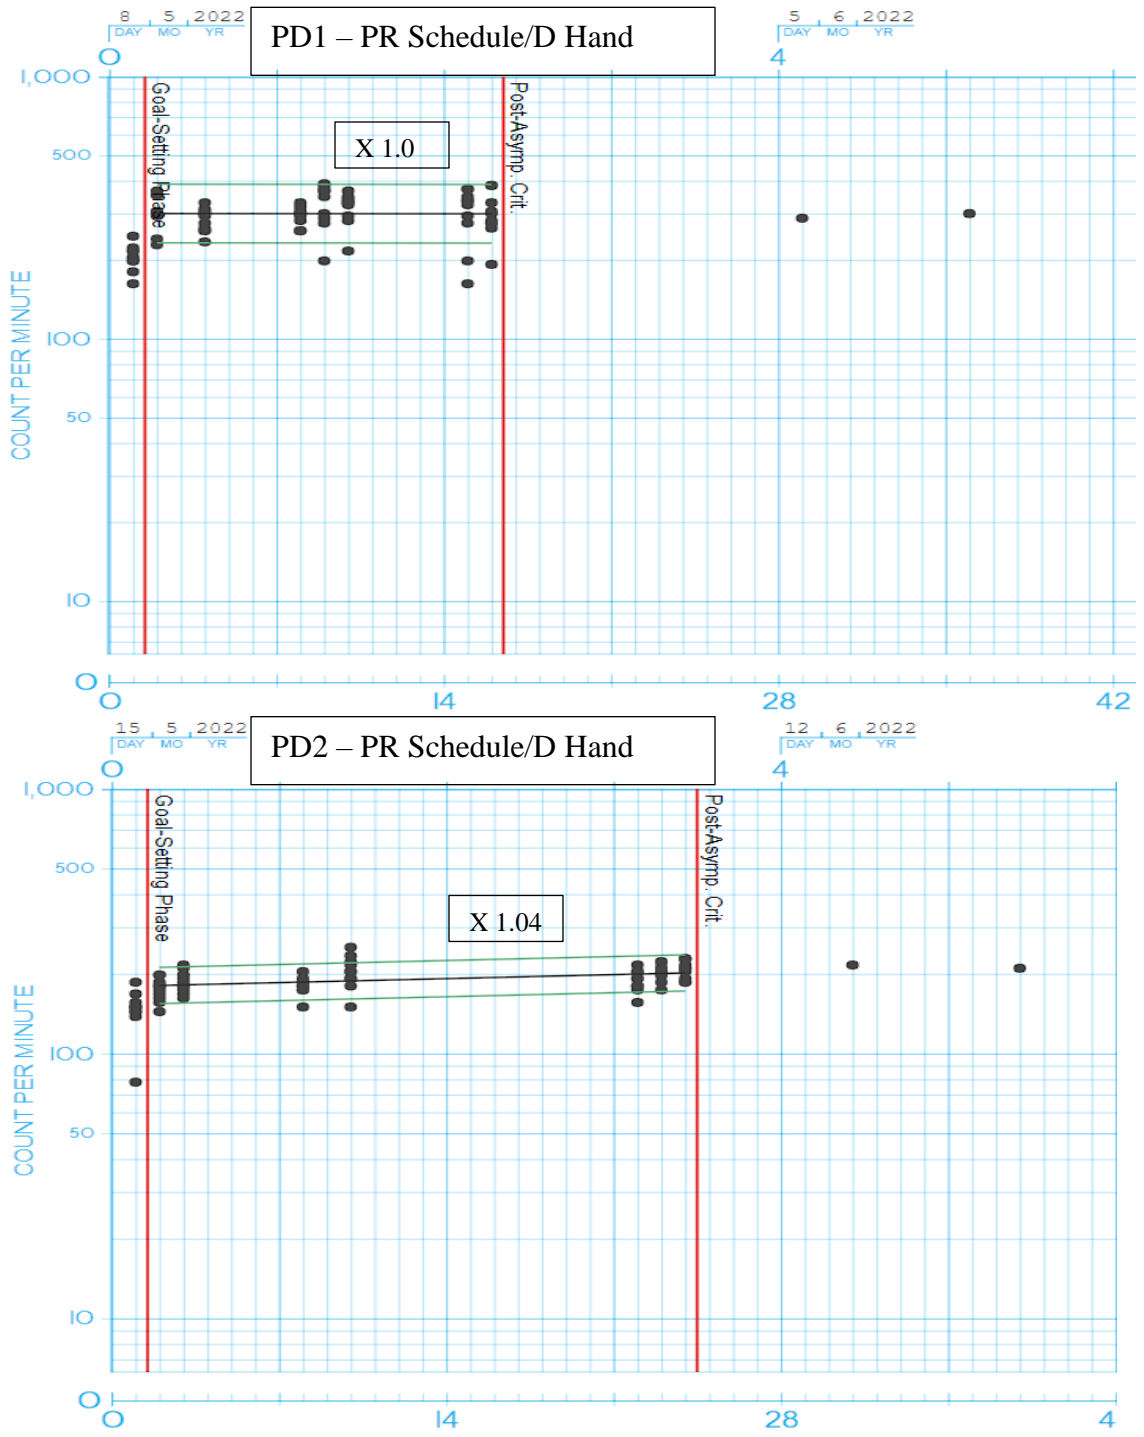 8 5 2022
DAY MO YR
5 6 2022
DAY MO YR
PD1 – PR Schedule/D Hand
0 4
1,000
Goal-Setting Phase
Post-Asymp. Crit.
X 1.0
500
100
50
10
0
COUNT PER MINUTE
0 14 28 42
15 5 2022
DAY MO YR
12 6 2022
DAY MO YR
PD2 – PR Schedule/D Hand
0 4
1,000
Goal-Setting Phase
Post-Asymp. Crit.
500
X 1.04
100
50
10
0
COUNT PER MINUTE
0 14 28 4